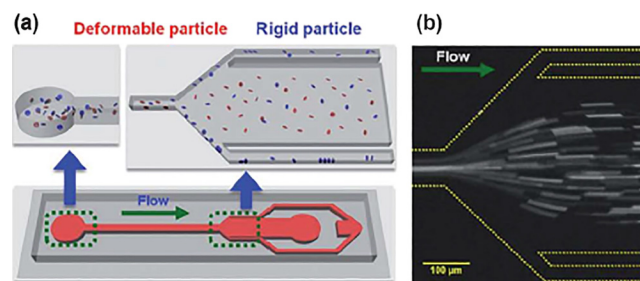 (a)
Deformable particle
Rigid particle
Flow
(b)
Flow
100 µm